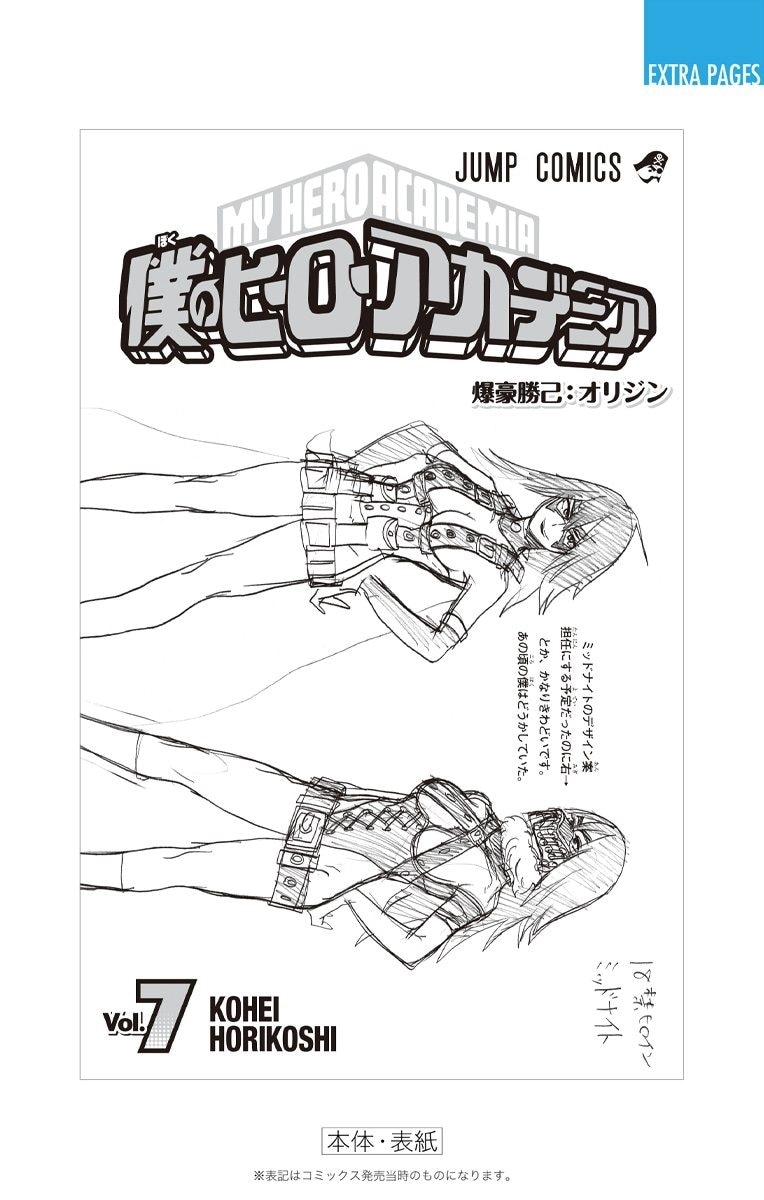 EXTRA PAGES
JUMP COMICS
MY HERO ACADEMIA
ぼく
僕のヒーローアカデミア
爆豪勝己：オリジン
ミッドナイトのデザイン案
担任にする予定だったのに右→
とか、かなりきわどいです。
あの頃の僕はどうかしていた。
18禁ヒロイン
ミッドナイト
Vol.7
KOHEI
HORIKOSHI
本体・表紙
※表記はコミックス発売当時のものになります。